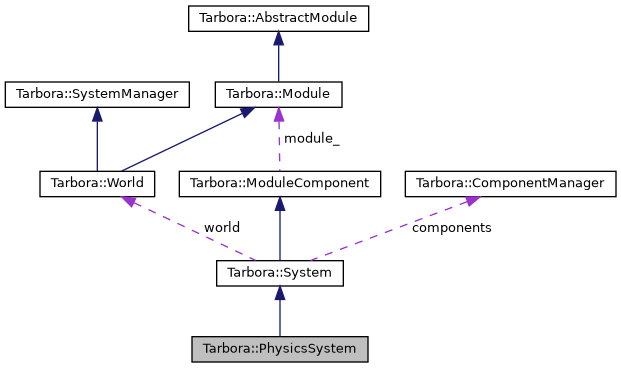 Tarbora::AbstractModule
Tarbora::SystemManager
Tarbora::Module
module_
Tarbora::World
Tarbora::ModuleComponent
Tarbora::ComponentManager
world
components
Tarbora::System
Tarbora::PhysicsSystem